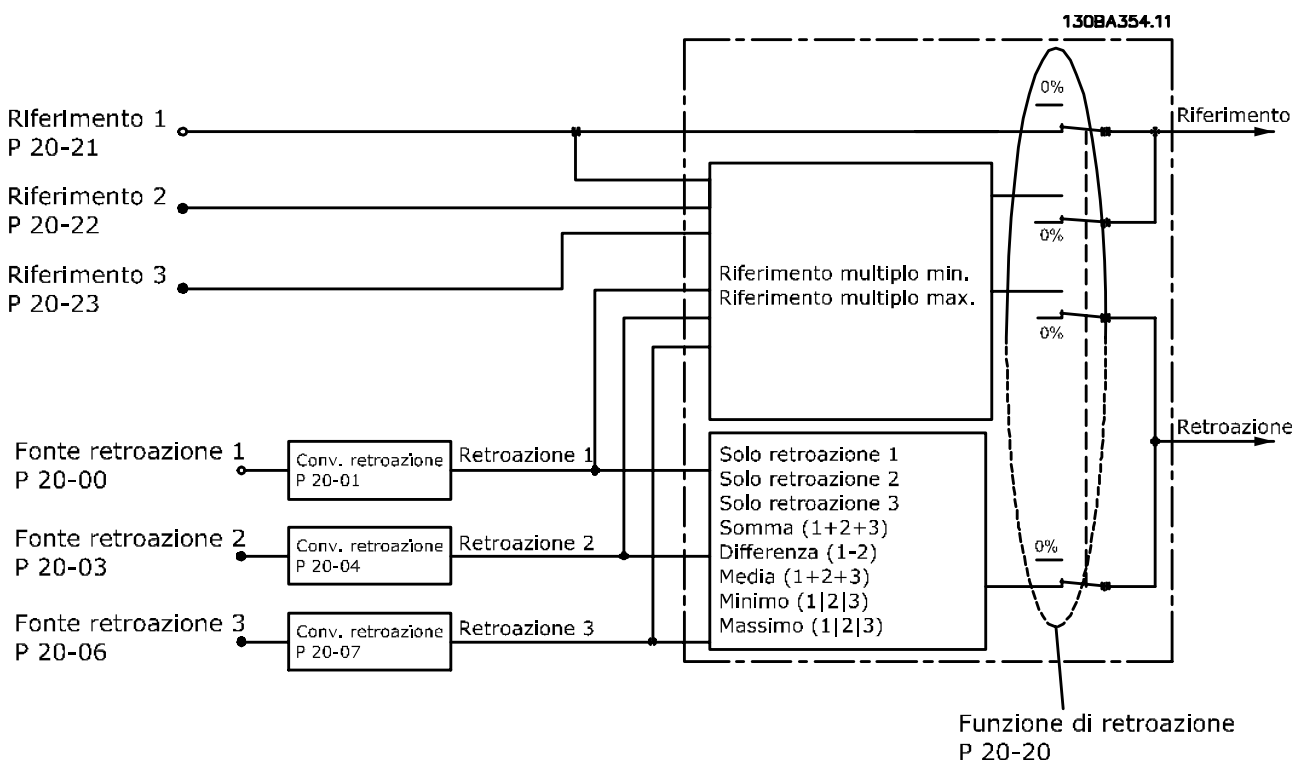 130BA354.11
0%
Riferimento 1
P 20-21
Riferimento
Riferimento 2
P 20-22
0%
Riferimento 3
P 20-23
Riferimento multiplo min.
Riferimento multiplo max.
0%
Retroazione
Fonte retroazione 1
P 20-00
Conv. retroazione
P 20-01
Retroazione 1
Fonte retroazione 2
P 20-03
Conv. retroazione
P 20-04
Retroazione 2
Fonte retroazione 3
P 20-06
Conv. retroazione
P 20-07
Retroazione 3
Solo retroazione 1
Solo retroazione 2
Solo retroazione 3
Somma (1+2+3)
Differenza (1-2)
Media (1+2+3)
Minimo (1|2|3)
Massimo (1|2|3)
0%
Funzione di retroazione
P 20-20